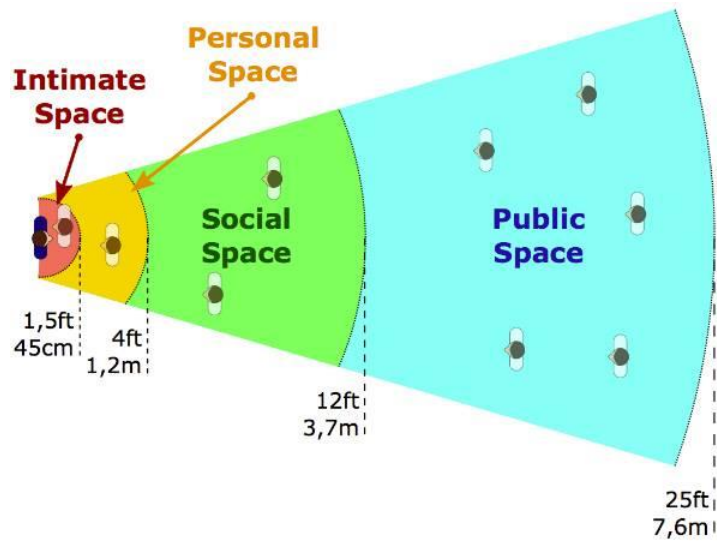 Personal
Space
Intimate
Space
Social
Space
Public
Space
1,5ft
45cm
4ft
1,2m
12ft
3,7m
25ft
7,6m